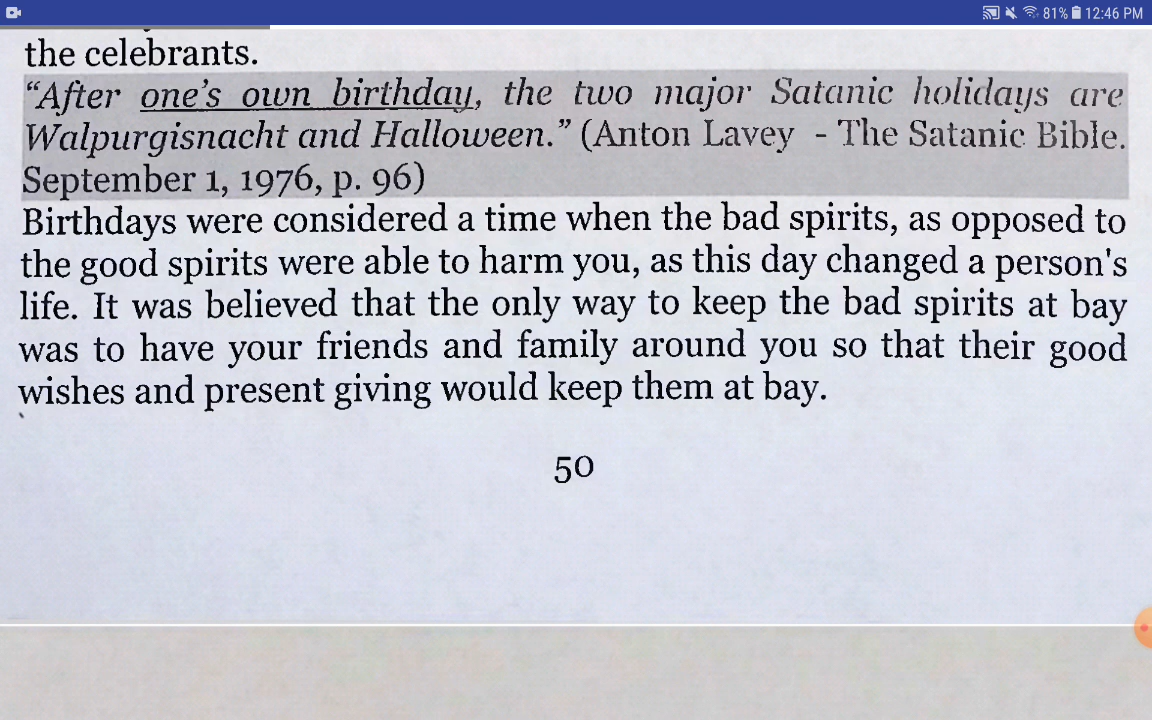 81% 12:46 PM
the celebrants.
“After one’s own birthday, the two major Satanic holidays are
Walpurgisnacht and Halloween.” (Anton Lavey - The Satanic Bible.
September 1, 1976, p. 96)
Birthdays were considered a time when the bad spirits, as opposed to
the good spirits were able to harm you, as this day changed a person's
life. It was believed that the only way to keep the bad spirits at bay
was to have your friends and family around you so that their good
wishes and present giving would keep them at bay.
50